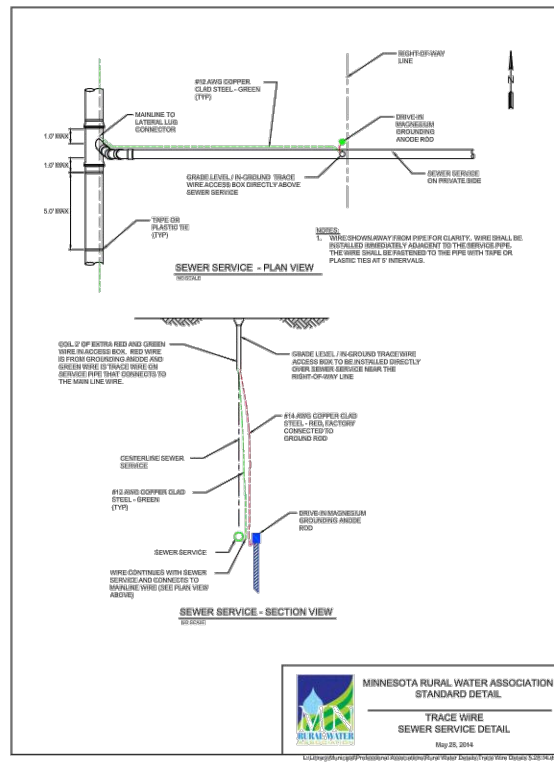 RIGHT-OF-WAY
LINE
N
#12 AWG COPPER
CLAD STEEL - GREEN
(TYP)
MAINLINE TO
LATERAL LUG
CONNECTOR
DRIVE-IN
MAGNESIUM
GROUNDING
ANODE ROD
1.0' MAX
1.0' MAX
5.0' MAX
GRADE LEVEL / IN-GROUND TRACE
WIRE ACCESS BOX DIRECTLY ABOVE
SEWER SERVICE
SEWER SERVICE
ON PRIVATE SIDE
TAPE OR
PLASTIC TIE
(TYP)
NOTES:
1. WIRE SHOWN AWAY FROM PIPE FOR CLARITY. WIRE SHALL BE
INSTALLED IMMEDIATELY ADJACENT TO THE SERVICE PIPE.
THE WIRE SHALL BE FASTENED TO THE PIPE WITH TAPE OR
PLASTIC TIES AT 5' INTERVALS.
SEWER SERVICE - PLAN VIEW
NO SCALE
COIL 2' OF EXTRA RED AND GREEN
WIRE IN ACCESS BOX. RED WIRE
IS FROM GROUNDING ANODE AND
GREEN WIRE IS TRACE WIRE ON
SERVICE PIPE THAT CONNECTS TO
THE MAIN LINE WIRE.
GRADE LEVEL / IN-GROUND TRACE WIRE
ACCESS BOX TO BE INSTALLED DIRECTLY
OVER SEWER SERVICE NEAR THE
RIGHT-OF-WAY LINE
#14 AWG COPPER CLAD
STEEL - RED, FACTORY
CONNECTED TO
GROUND ROD
CENTERLINE SEWER
SERVICE
#12 AWG COPPER CLAD
STEEL - GREEN
(TYP)
DRIVE-IN MAGNESIUM
GROUNDING ANODE
ROD
SEWER SERVICE
WIRE CONTINUES WITH SEWER
SERVICE AND CONNECTS TO
MAINLINE WIRE (SEE PLAN VIEW
ABOVE)
SEWER SERVICE - SECTION VIEW
NO SCALE
MN
RURAL WATER
MINNESOTA RURAL WATER ASSOCIATION
STANDARD DETAIL
TRACE WIRE
SEWER SERVICE DETAIL
May 28, 2014